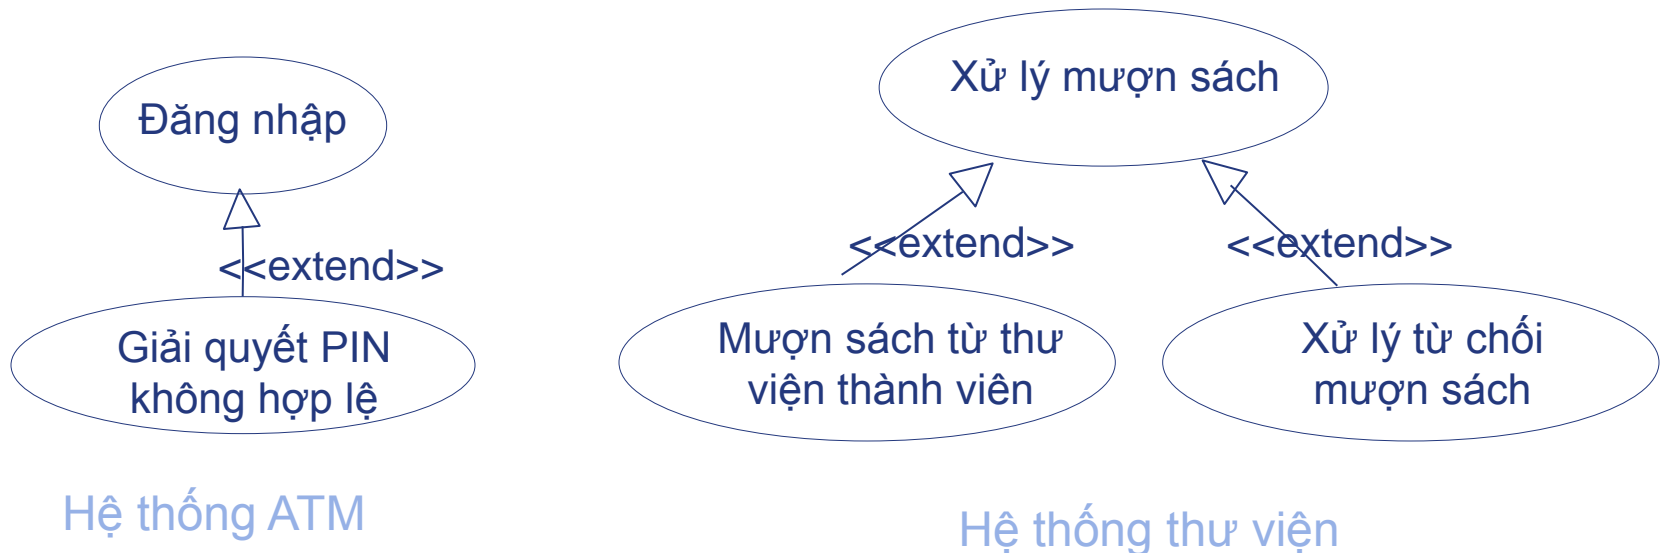 Đăng nhập
<<extend>>
Giải quyết PIN
không hợp lệ
Hệ thống ATM
Xử lý mượn sách
<<extend>>
<<extend>>
Mượn sách từ thư
viện thành viên
Xử lý từ chối
mượn sách
Hệ thống thư viện